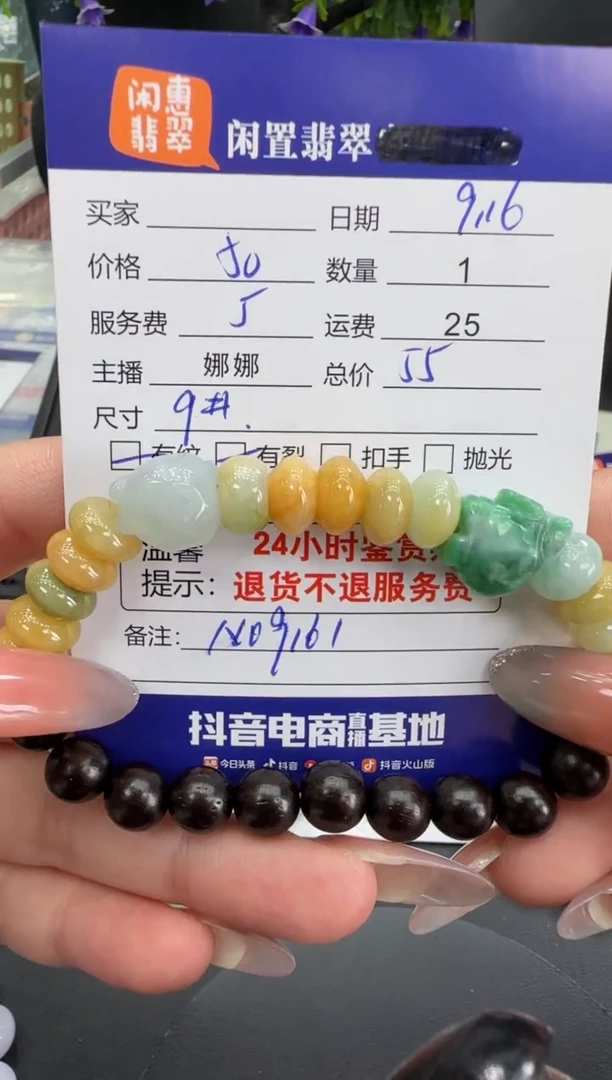 闲惠
翡翠
闲置翡翠
买家 日期 9.16
价格 50 数量 1
服务费 5 运费 25
主播 娜娜 总价 55
尺寸 9#.
有纹 有裂 扣手 抛光
温馨 24小时鉴赏
提示: 退货不退服务费
备注: NO9161
抖音电商直播基地
今日头条 抖音 抖音火山版